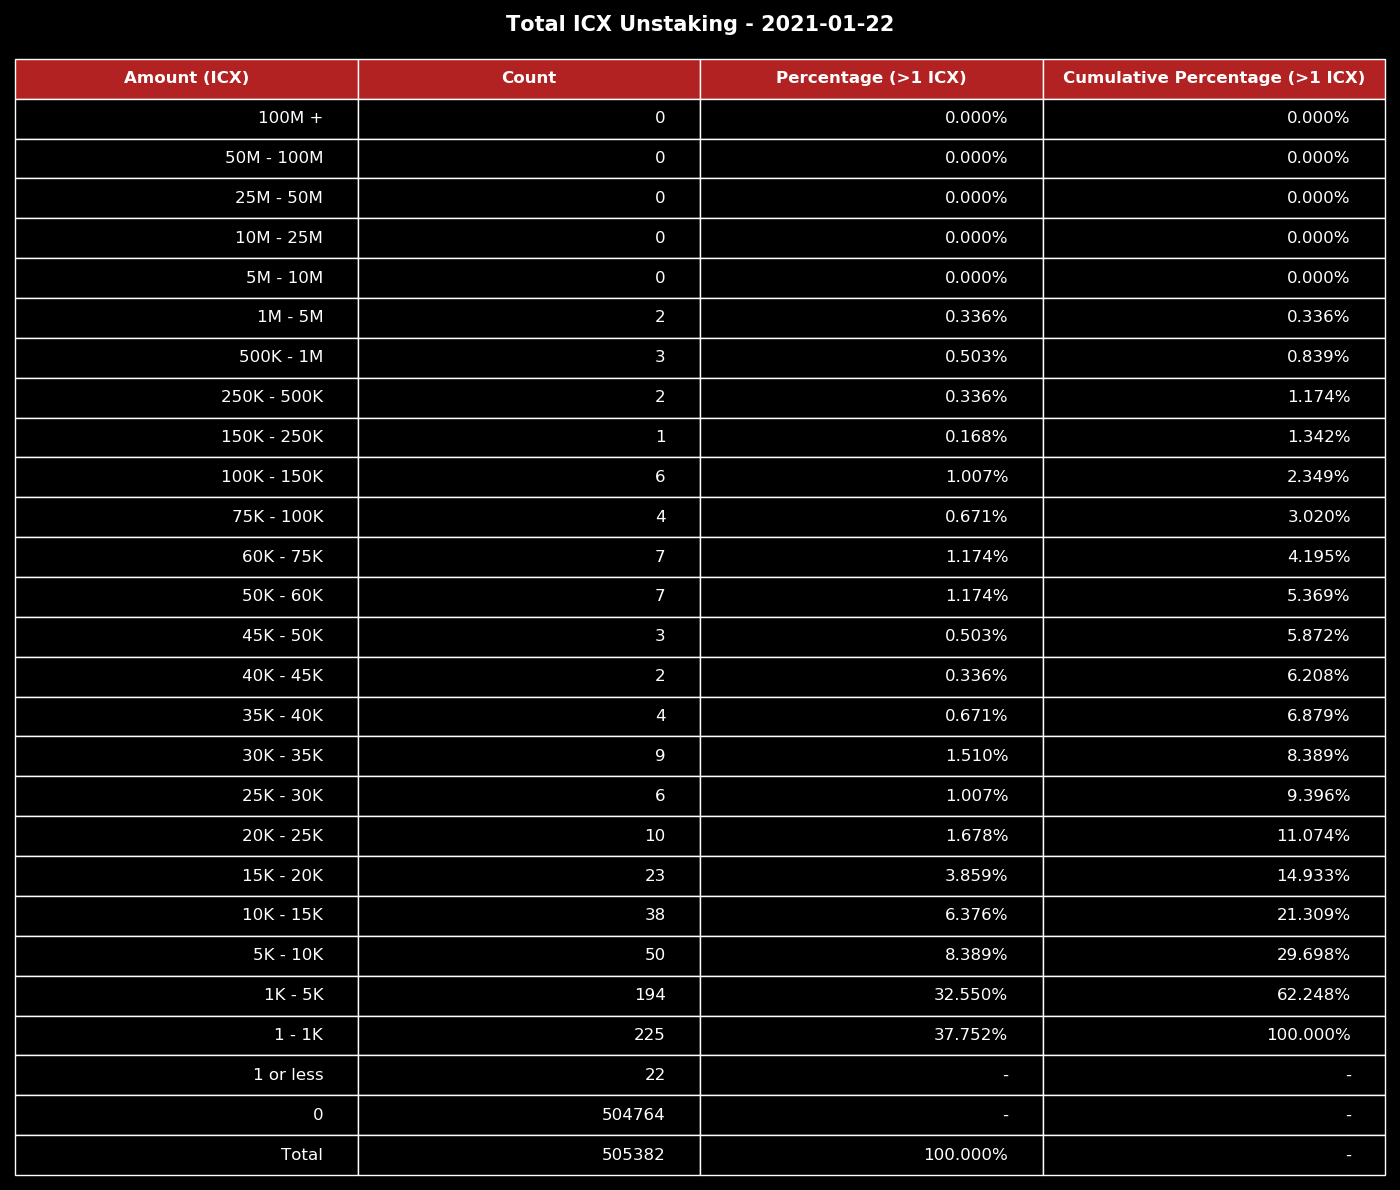 Total ICX Unstaking - 2021-01-22
Amount (ICX) Count Percentage (>1 ICX) Cumulative Percentage (>1 ICX)
100M + 0 0.000% 0.000%
50M - 100M 0 0.000% 0.000%
25M - 50M 0 0.000% 0.000%
10M - 25M 0 0.000% 0.000%
5M - 10M 0 0.000% 0.000%
1M - 5M 2 0.336% 0.336%
500K - 1M 3 0.503% 0.839%
250K - 500K 2 0.336% 1.174%
150K - 250K 1 0.168% 1.342%
100K - 150K 6 1.007% 2.349%
75K - 100K 4 0.671% 3.020%
60K - 75K 7 1.174% 4.195%
50K - 60K 7 1.174% 5.369%
45K - 50K 3 0.503% 5.872%
40K - 45K 2 0.336% 6.208%
35K - 40K 4 0.671% 6.879%
30K - 35K 9 1.510% 8.389%
25K - 30K 6 1.007% 9.396%
20K - 25K 10 1.678% 11.074%
15K - 20K 23 3.859% 14.933%
10K - 15K 38 6.376% 21.309%
5K - 10K 50 8.389% 29.698%
1K - 5K 194 32.550% 62.248%
1 - 1K 225 37.752% 100.000%
1 or less 22 - -
0 504764 - -
Total 505382 100.000% -